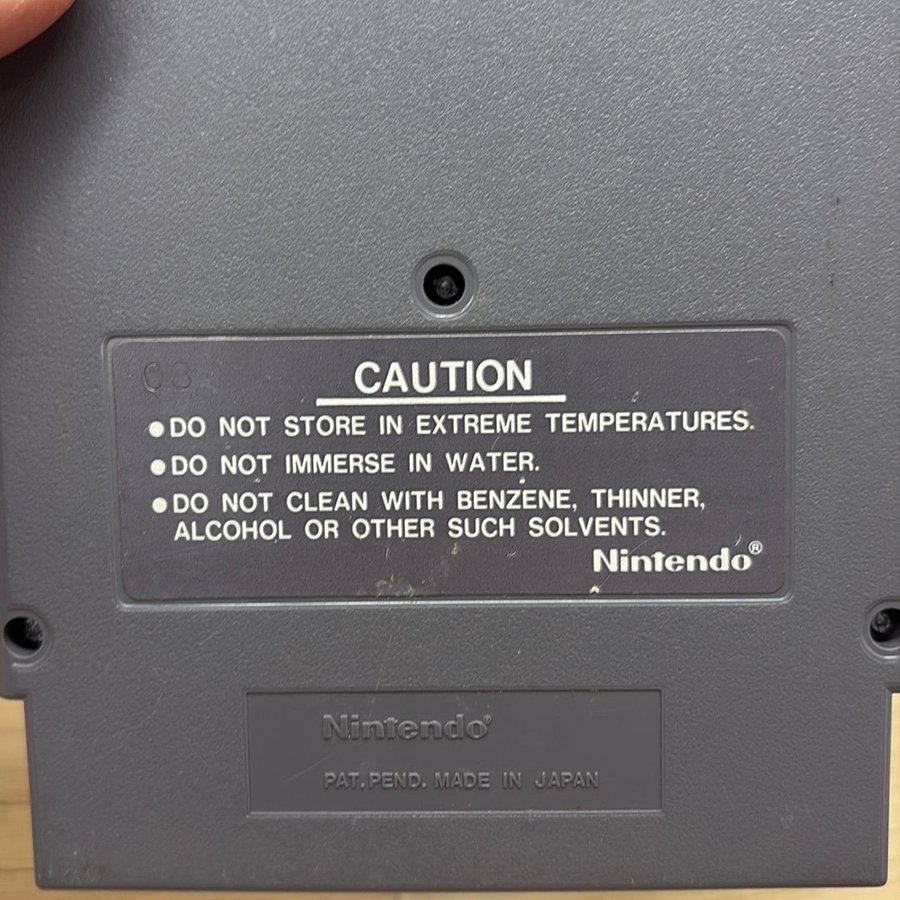 03
CAUTION
●DO NOT STORE IN EXTREME TEMPERATURES.
●DO NOT IMMERSE IN WATER.
●DO NOT CLEAN WITH BENZENE, THINNER,
ALCOHOL OR OTHER SUCH SOLVENTS.
Nintendo®
Nintendo®
PAT. PEND. MADE IN JAPAN